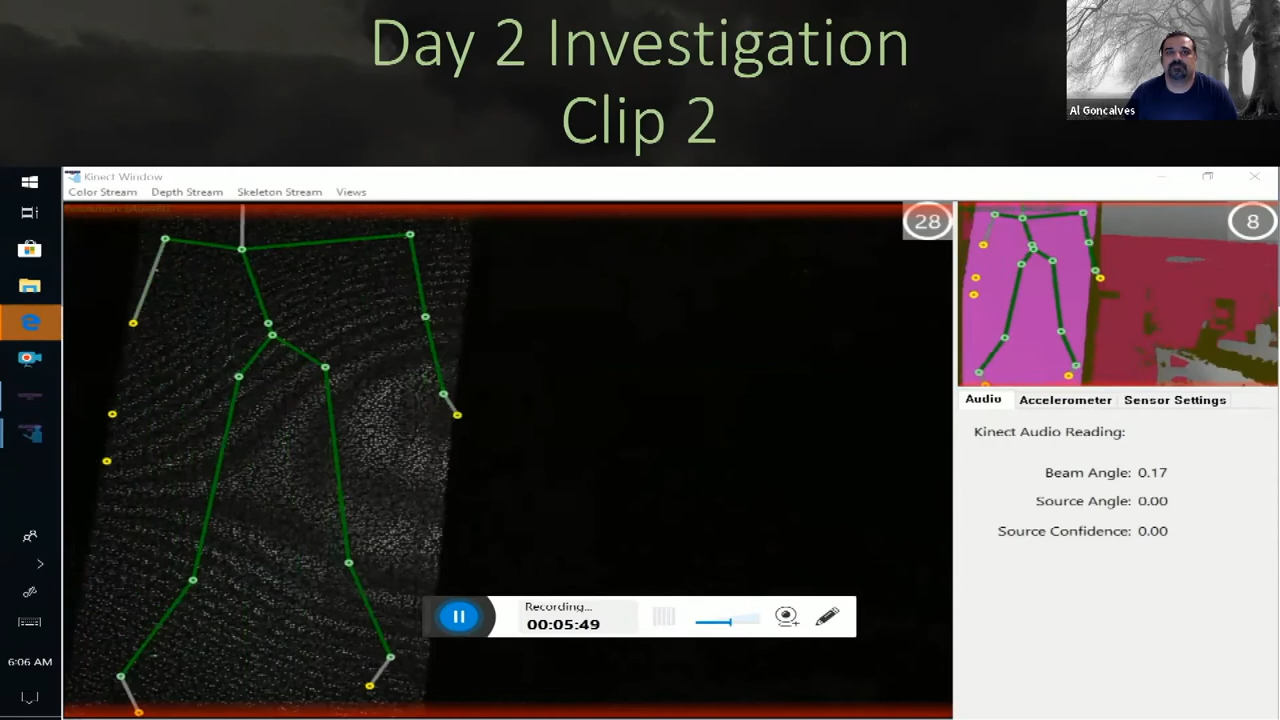 Day 2 Investigation
Clip 2
Al Goncalves
Kinect Window
Color Stream Depth Stream Skeleton Stream Views
28
8
Audio Accelerometer Sensor Settings
Kinect Audio Reading:
Beam Angle: 0.17
Source Angle: 0.00
Source Confidence: 0.00
Recording...
00:05:49
6:06 AM